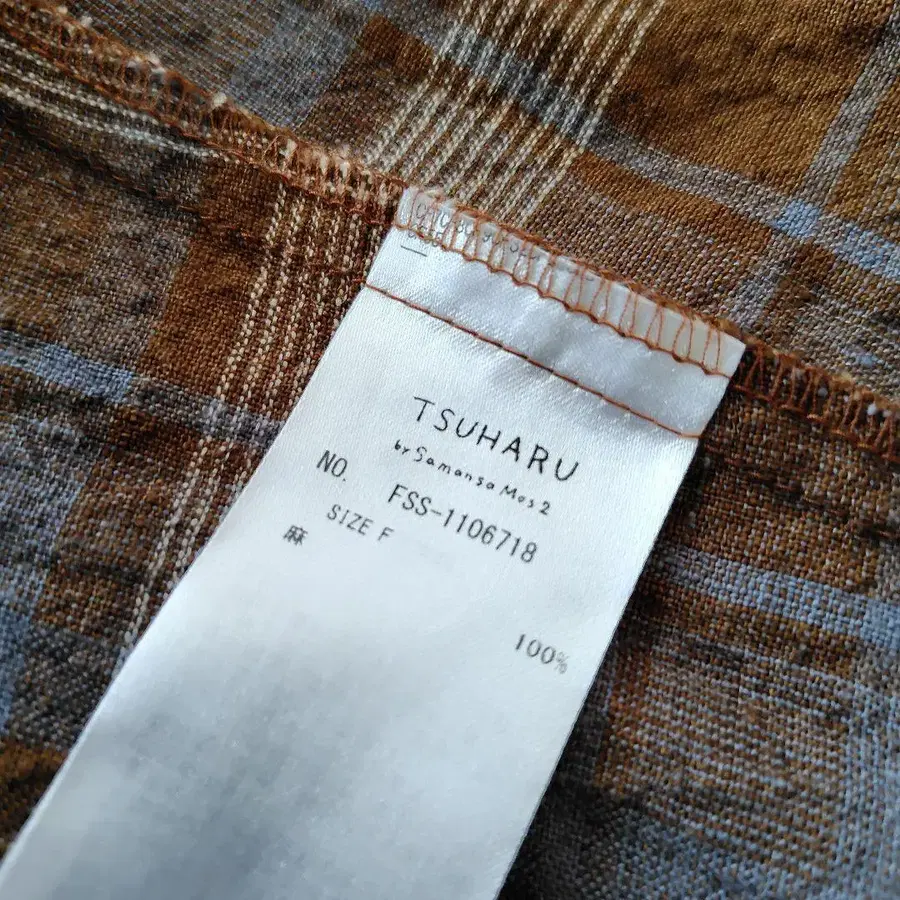 TSUHARU
by Samansa Mos2
NO. FSS-1106718
SIZE F
麻 100%